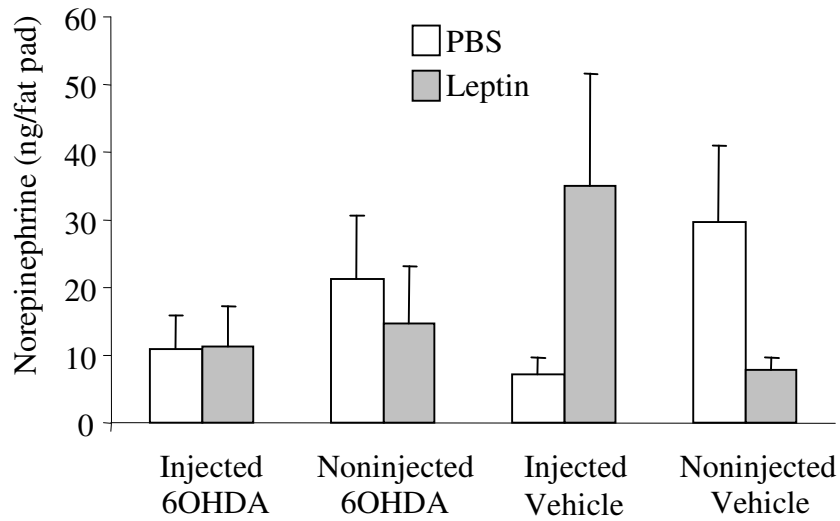 Norepinephrine (ng/fat pad)
60
50
40
30
20
10
0
PBS
Leptin
Injected
6OHDA
Noninjected
6OHDA
Injected
Vehicle
Noninjected
Vehicle